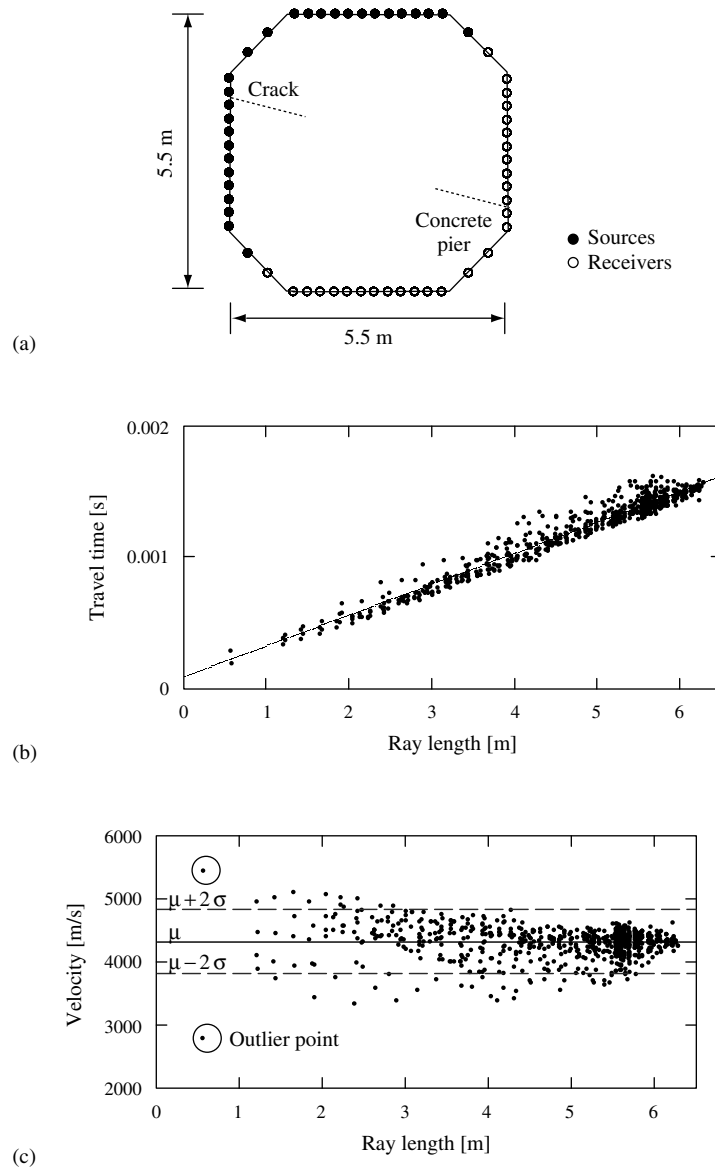 Crack
5.5 m
Concrete
pier
Sources
Receivers
5.5 m
(a)
0.002
0.001
0
Travel time [s]
0 1 2 3 4 5 6
Ray length [m]
(b)
6000
5000
4000
3000
2000
Velocity [m/s]
μ+2σ
μ
μ−2σ
Outlier point
0 1 2 3 4 5 6
Ray length [m]
(c)